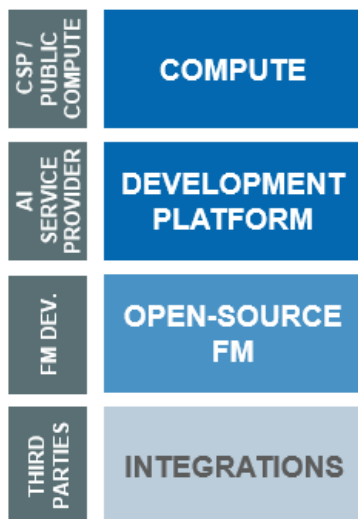 CSP /
PUBLIC
COMPUTE
COMPUTE
AI
SERVICE
PROVIDER
DEVELOPMENT
PLATFORM
FM DEV.
OPEN-SOURCE
FM
THIRD
PARTIES
INTEGRATIONS